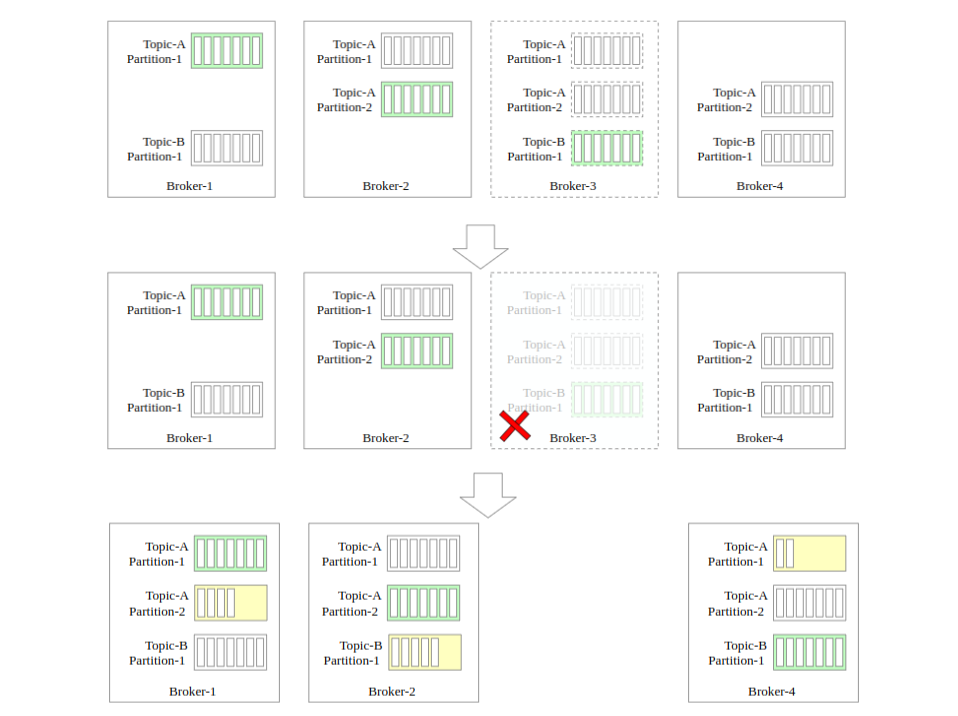 Topic-A
Partition-1
Topic-B
Partition-1
Broker-1
Topic-A
Partition-1
Topic-A
Partition-2
Broker-2
Topic-A
Partition-1
Topic-A
Partition-2
Topic-B
Partition-1
Broker-3
Topic-A
Partition-2
Topic-B
Partition-1
Broker-4
Topic-A
Partition-1
Topic-B
Partition-1
Broker-1
Topic-A
Partition-1
Topic-A
Partition-2
Broker-2
Topic-A
Partition-1
Topic-A
Partition-2
Topic-B
Partition-1
Broker-3
Topic-A
Partition-2
Topic-B
Partition-1
Broker-4
Topic-A
Partition-1
Topic-A
Partition-2
Topic-B
Partition-1
Broker-1
Topic-A
Partition-1
Topic-A
Partition-2
Topic-B
Partition-1
Broker-2
Topic-A
Partition-1
Topic-A
Partition-2
Topic-B
Partition-1
Broker-4